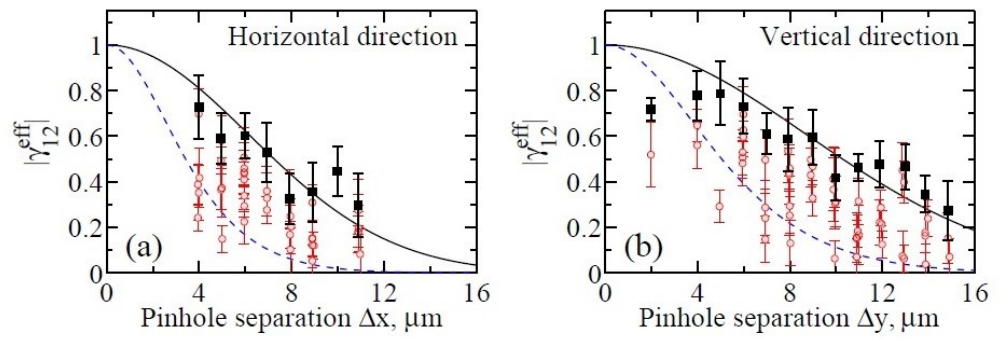 Horizontal direction
|γ₁₂ᵉᶠᶠ|
1
0.8
0.6
0.4
0.2
0
(a)
0 4 8 12 16
Pinhole separation Δx, μm
Vertical direction
|γ₁₂ᵉᶠᶠ|
1
0.8
0.6
0.4
0.2
0
(b)
0 4 8 12 16
Pinhole separation Δy, μm